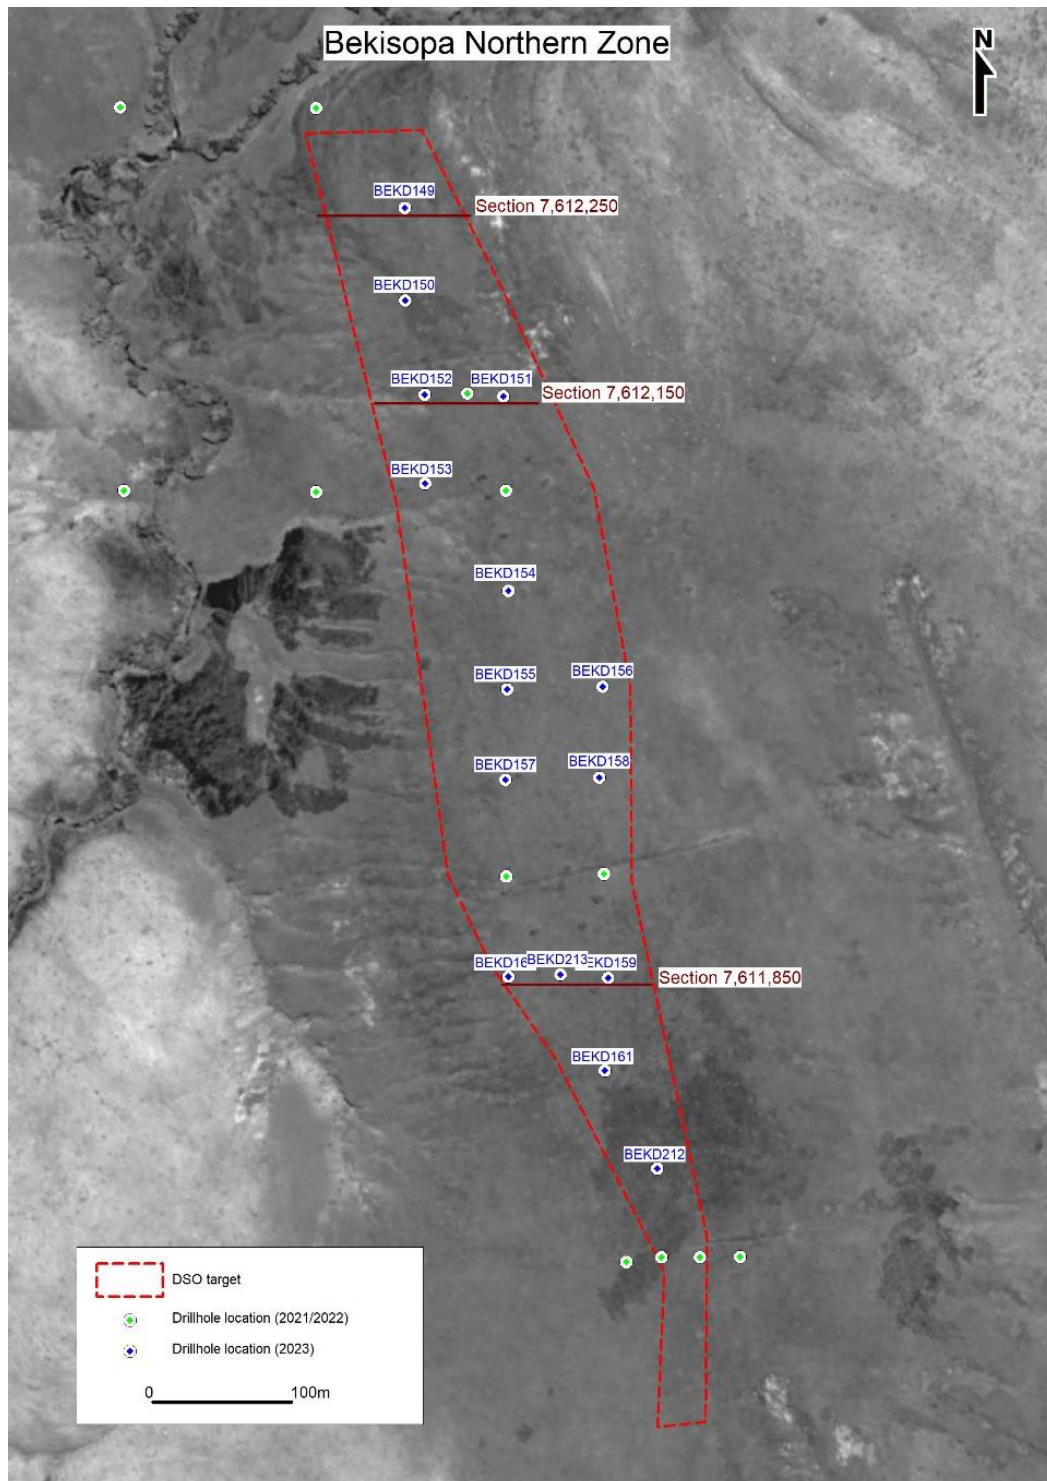 Bekisopa Northern Zone
N
BEKD149
Section 7,612,250
BEKD150
BEKD152
BEKD151
Section 7,612,150
BEKD153
BEKD154
BEKD155
BEKD156
BEKD157
BEKD158
BEKD213
Section 7,611,850
BEKD161
BEKD212
DSO target
Drillhole location (2021/2022)
Drillhole location (2023)
0 100m